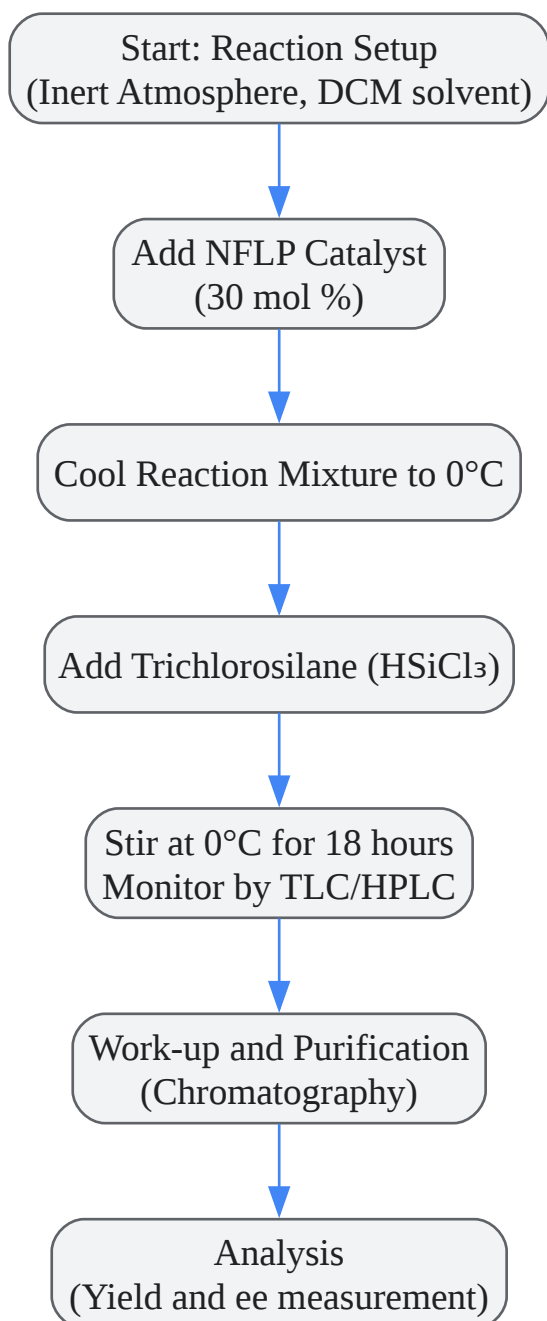 Start: Reaction Setup
(Inert Atmosphere, DCM solvent)
Add NFLP Catalyst
(30 mol %)
Cool Reaction Mixture to 0°C
Add Trichlorosilane (HSiCl₃)
Stir at 0°C for 18 hours
Monitor by TLC/HPLC
Work-up and Purification
(Chromatography)
Analysis
(Yield and ee measurement)